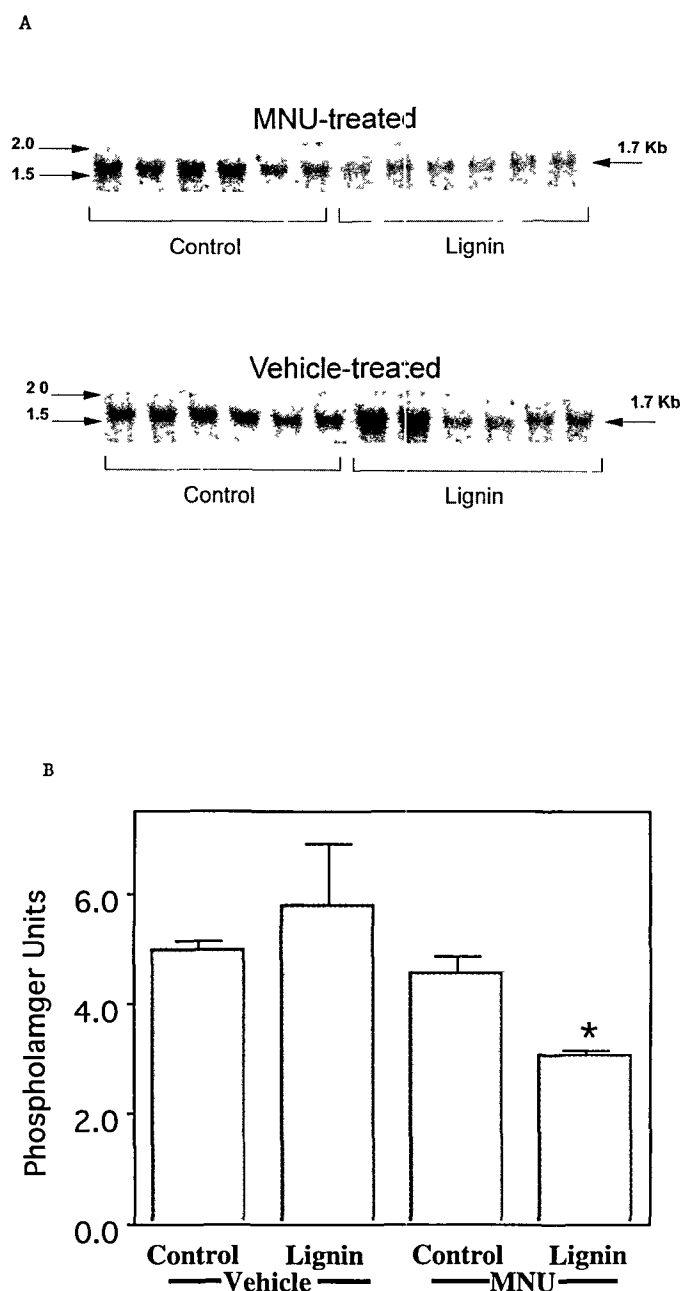 A
MNU-treated
2.0
1.5
1.7 Kb
Control Lignin
Vehicle-treated
2 0
1.5
1.7 Kb
Control Lignin
B
Phospholamger Units
6.0
4.0
2.0
0.0
*
Control Lignin Control Lignin
Vehicle MNU